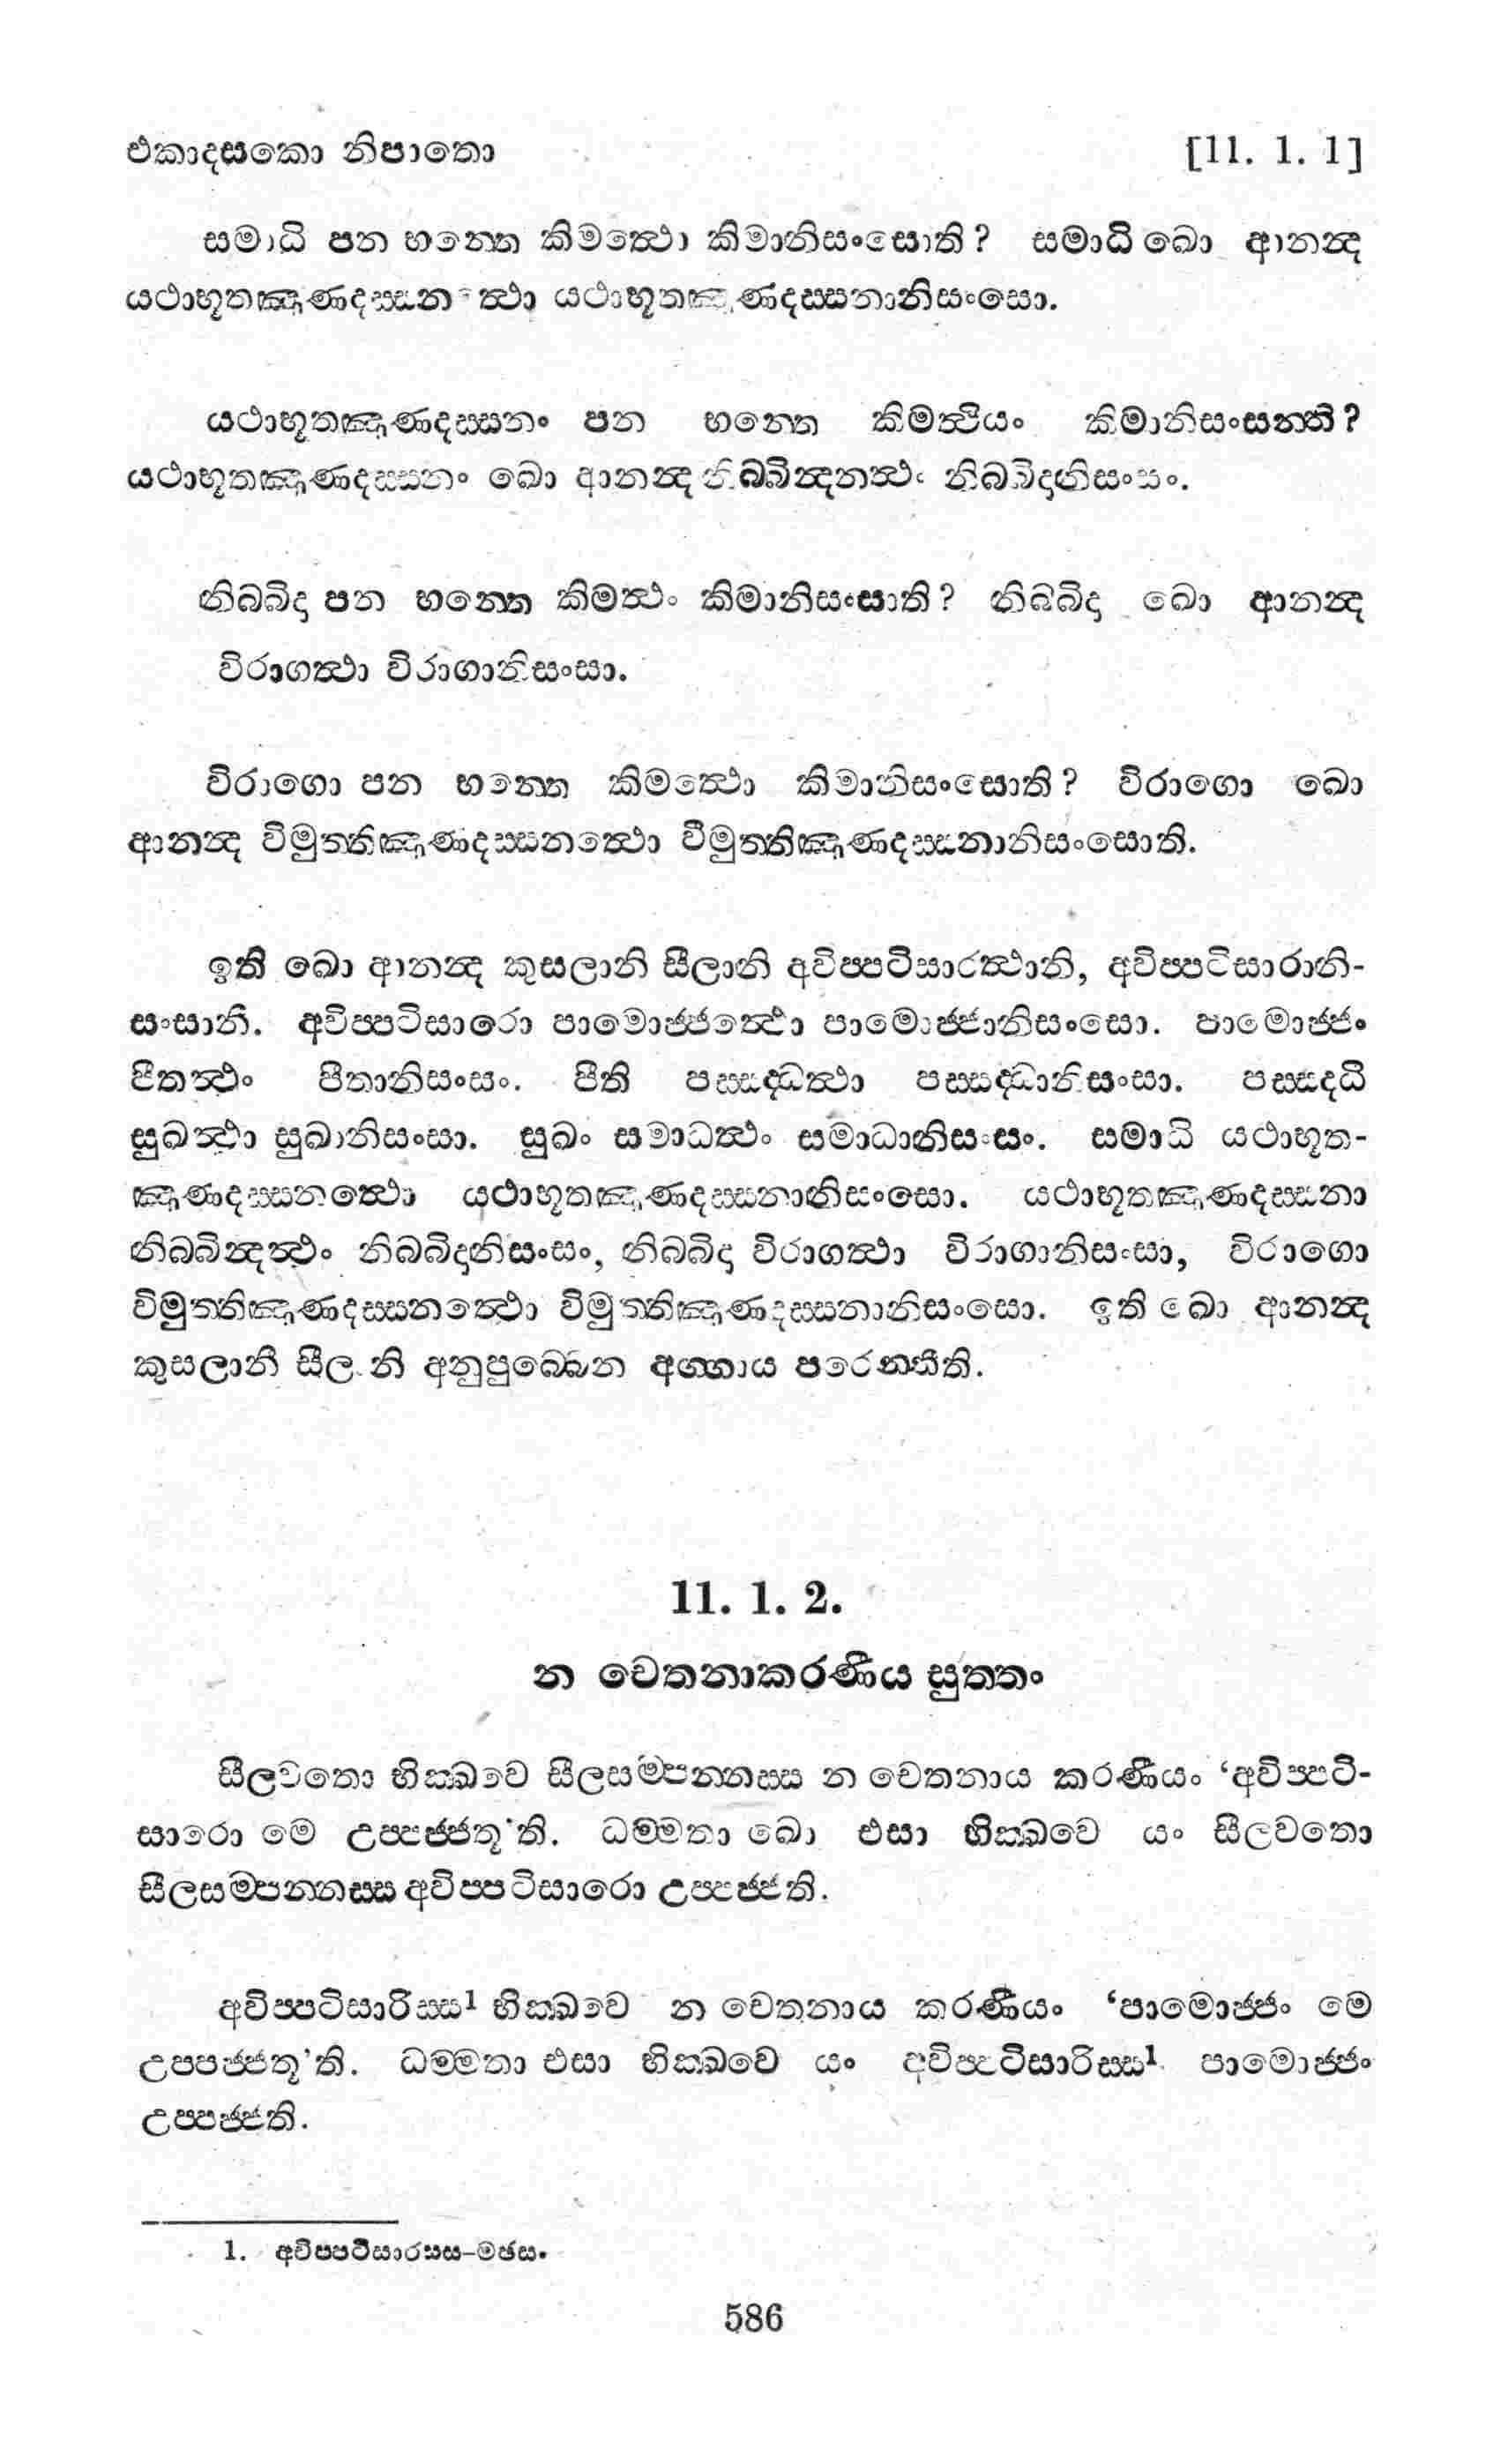 එකාදසකො නිපාතො [11. 1. 1]
සමාධි පන භන්තෙ කිමත්ථො කිමානිසංසොති? සමාධි ඛො ආනන්ද
යථාභූතඤාණදස්සනත්ථො යථාභූතඤාණදස්සනානිසංසො.
යථාභූතඤාණදස්සනං පන භන්තෙ කිමත්ථියං කිමානිසංසන්ති?
යථාභූතඤාණදස්සනං ඛො ආනන්ද නිබ්බින්දනත්ථං නිබ්බිදානිසංසං.
නිබ්බිදා පන භන්තෙ කිමත්ථං කිමානිසංසාති? නිබ්බිදා ඛො ආනන්ද
විරාගත්ථා විරාගානිසංසා.
විරාගො පන භන්තෙ කිමත්ථො කිමානිසංසොති? විරාගො ඛො
ආනන්ද විමුත්තිඤාණදස්සනත්ථො විමුත්තිඤාණදස්සනානිසංසොති.
ඉති ඛො ආනන්ද කුසලානි සීලානි අවිප්පටිසාරත්ථානි, අවිප්පටිසාරානි-
සංසානි. අවිප්පටිසාරො පාමොජ්ජත්ථො පාමොජ්ජානිසංසො. පාමොජ්ජං
පීතත්ථං පීතානිසංසං. පීති පස්සද්ධත්ථා පස්සද්ධානිසංසා. පස්සද්ධි
සුඛත්ථා සුඛානිසංසා. සුඛං සමාධත්ථං සමාධානිසංසං. සමාධි යථාභූත-
ඤාණදස්සනත්ථො යථාභූතඤාණදස්සනානිසංසො. යථාභූතඤාණදස්සනා
නිබ්බින්දත්ථං නිබ්බිදානිසංසං, නිබ්බිදා විරාගත්ථා විරාගානිසංසා, විරාගො
විමුත්තිඤාණදස්සනත්ථො විමුත්තිඤාණදස්සනානිසංසො. ඉති ඛො ආනන්ද
කුසලානි සීලානි අනුපුබ්බෙන අග්ගාය පරෙන්තීති.
11. 1. 2.
න චෙතනාකරණීය සුත්තං
සීලවතො භික්ඛවෙ සීලසම්පන්නස්ස න චෙතනාය කරණීයං ‘අවිප්පටි-
සාරො මෙ උප්පජ්ජතූ’ති. ධම්මතා ඛො එසා භික්ඛවෙ යං සීලවතො
සීලසම්පන්නස්ස අවිප්පටිසාරො උප්පජ්ජති.
අවිප්පටිසාරිස්ස1 භික්ඛවෙ න චෙතනාය කරණීයං ‘පාමොජ්ජං මෙ
උප්පජ්ජතූ’ති. ධම්මතා එසා භික්ඛවෙ යං අවිප්පටිසාරිස්ස1 පාමොජ්ජං
උප්පජ්ජති.
1. අවිප්පටිසාරස්ස–මඡසං
586